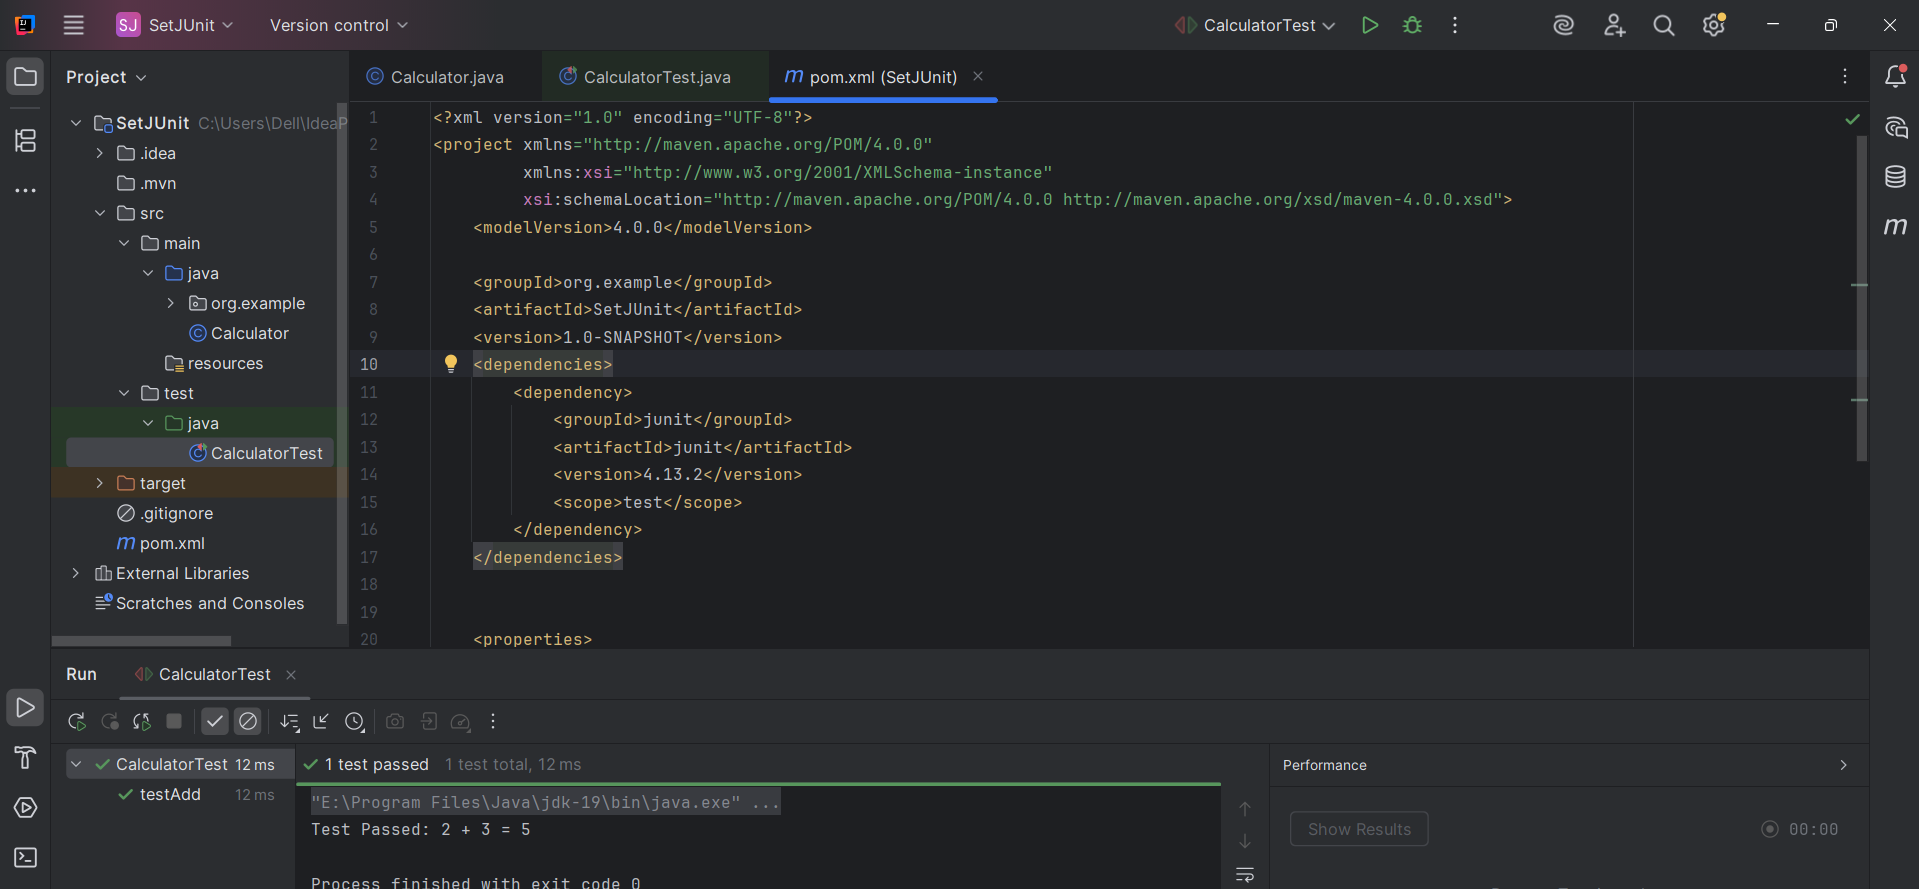 SJ SetJUnit Version control CalculatorTest
Project
Calculator.java CalculatorTest.java m pom.xml (SetJUnit)
SetJUnit C:\Users\Dell\IdeaP
.idea
.mvn
src
main
java
org.example
Calculator
resources
test
java
CalculatorTest
target
.gitignore
m pom.xml
External Libraries
Scratches and Consoles
1 <?xml version="1.0" encoding="UTF-8"?>
2 <project xmlns="http://maven.apache.org/POM/4.0.0"
3 xmlns:xsi="http://www.w3.org/2001/XMLSchema-instance"
4 xsi:schemaLocation="http://maven.apache.org/POM/4.0.0 http://maven.apache.org/xsd/maven-4.0.0.xsd">
5 <modelVersion>4.0.0</modelVersion>
6
7 <groupId>org.example</groupId>
8 <artifactId>SetJUnit</artifactId>
9 <version>1.0-SNAPSHOT</version>
10 <dependencies>
11 <dependency>
12 <groupId>junit</groupId>
13 <artifactId>junit</artifactId>
14 <version>4.13.2</version>
15 <scope>test</scope>
16 </dependency>
17 </dependencies>
18
19
20 <properties>
m
Run CalculatorTest
CalculatorTest 12 ms
testAdd 12 ms
1 test passed 1 test total, 12 ms
"E:\Program Files\Java\jdk-19\bin\java.exe" ...
Test Passed: 2 + 3 = 5
Process finished with exit code 0
Performance
Show Results 00:00